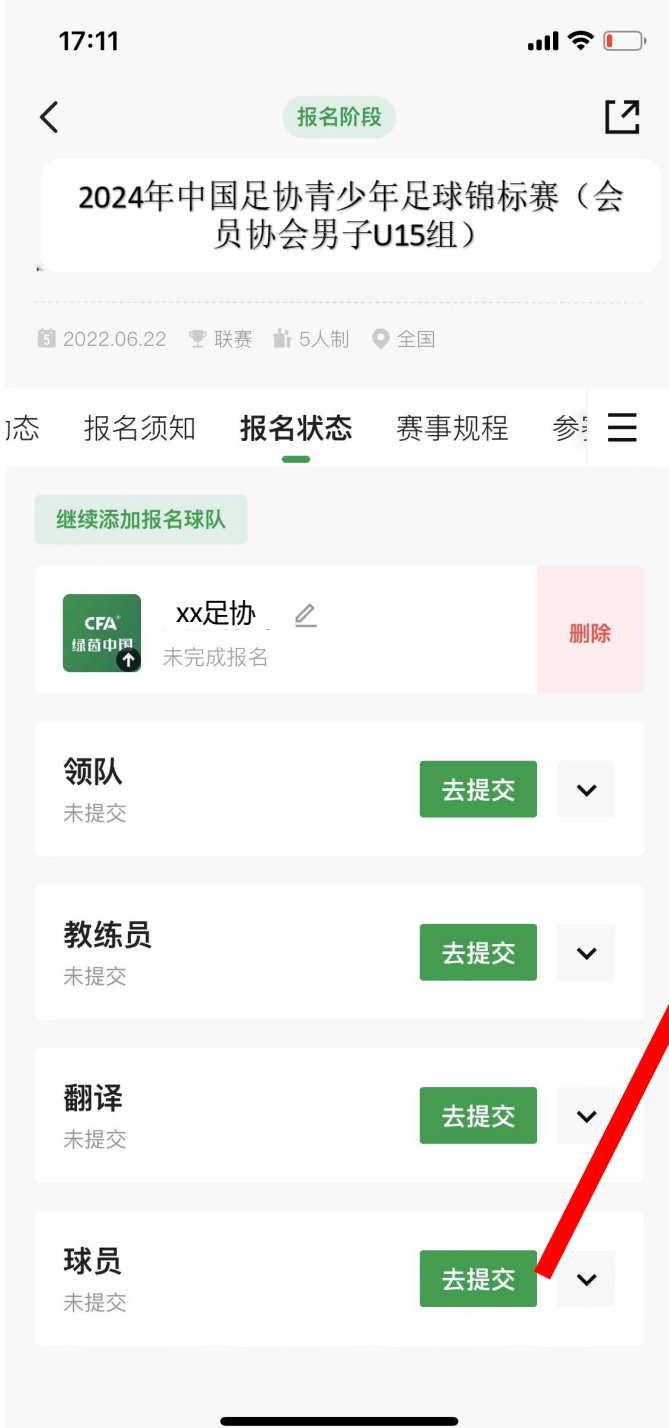 17:11
报名阶段
2024年中国足协青少年足球锦标赛（会
员协会男子U15组）
5 2022.06.22 联赛 5人制 全国
态 报名须知 报名状态 赛事规程 参
继续添加报名球队
CFA
绿茵中国
xx足协
未完成报名
删除
领队
未提交
去提交
教练员
未提交
去提交
翻译
未提交
去提交
球员
未提交
去提交